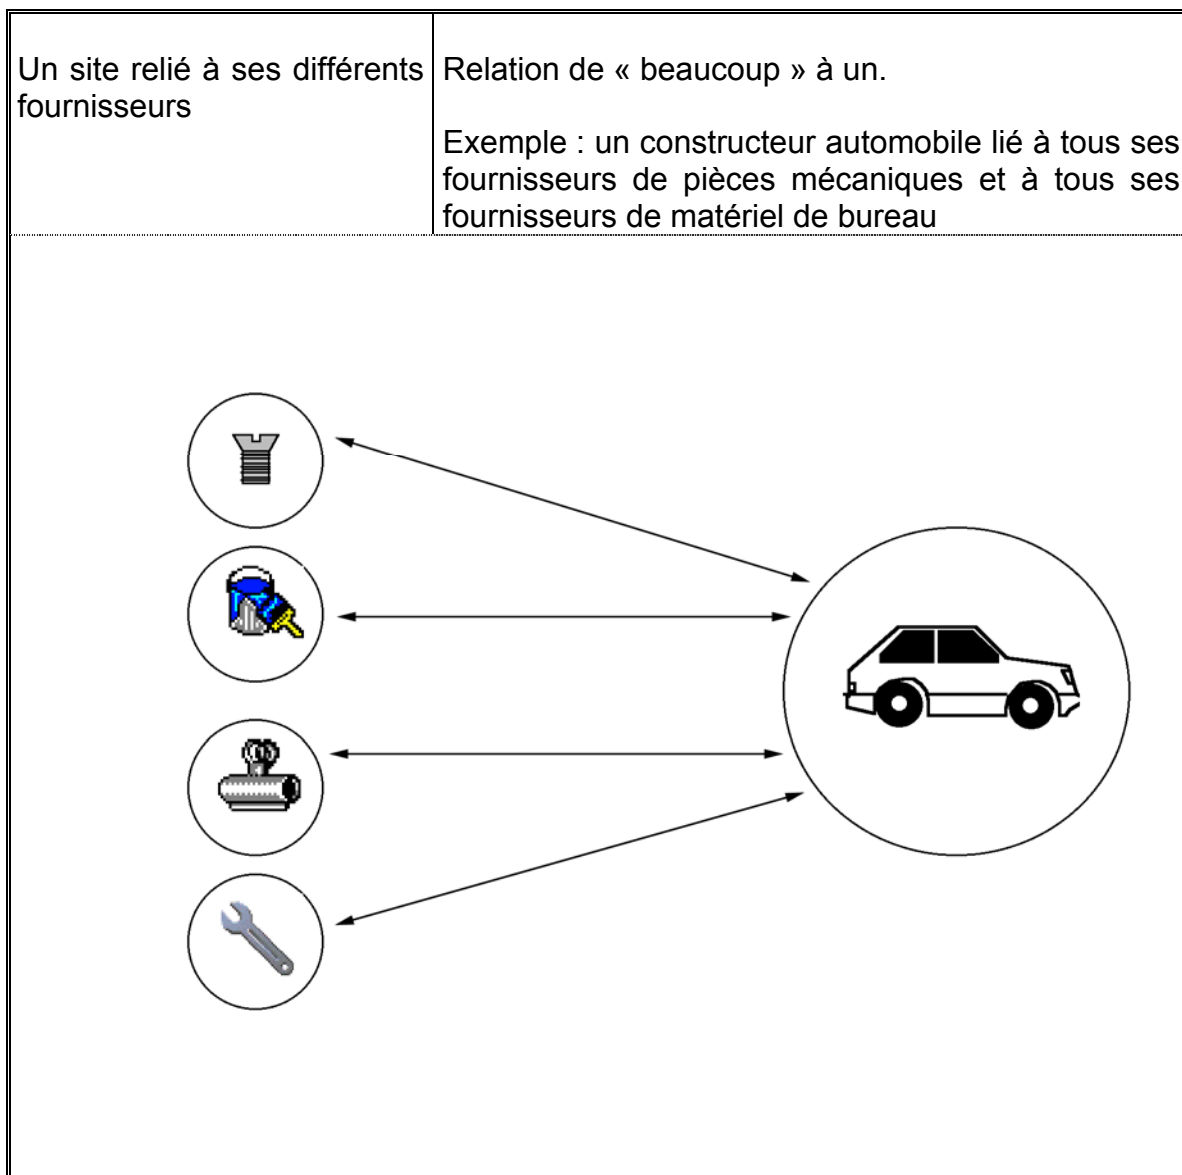 Un site relié à ses différents
fournisseurs
Relation de « beaucoup » à un.
Exemple : un constructeur automobile lié à tous ses
fournisseurs de pièces mécaniques et à tous ses
fournisseurs de matériel de bureau